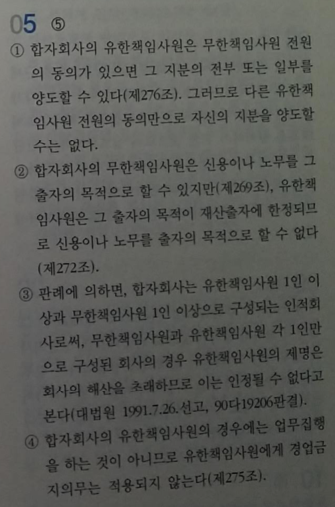 05 ⑤
① 합자회사의 유한책임사원은 무한책임사원 전원
의 동의가 있으면 그 지분의 전부 또는 일부를
양도할 수 있다(제276조). 그러므로 다른 유한책
임사원 전원의 동의만으로 자신의 지분을 양도할
수는 없다.
② 합자회사의 무한책임사원은 신용이나 노무를 그
출자의 목적으로 할 수 있지만(제269조), 유한책
임사원은 그 출자의 목적이 재산출자에 한정되므
로 신용이나 노무를 출자의 목적으로 할 수 없다
(제272조).
③ 판례에 의하면, 합자회사는 유한책임사원 1인 이
상과 무한책임사원 1인 이상으로 구성되는 인적회
사로써, 무한책임사원과 유한책임사원 각 1인만
으로 구성된 회사의 경우 유한책임사원의 제명은
회사의 해산을 초래하므로 이는 인정될 수 없다고
본다(대법원 1991.7.26.선고, 90다19206판결).
④ 합자회사의 유한책임사원의 경우에는 업무집행
을 하는 것이 아니므로 유한책임사원에게 경업금
지의무는 적용되지 않는다(제275조).